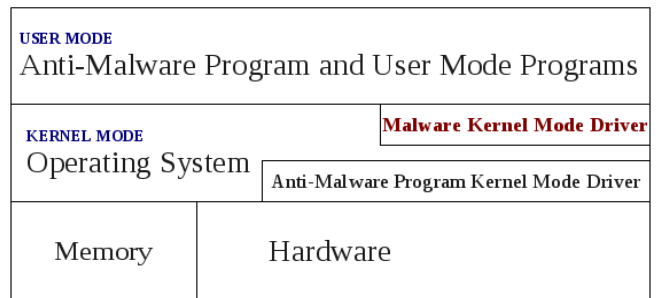 USER MODE
Anti-Malware Program and User Mode Programs
Malware Kernel Mode Driver
KERNEL MODE
Operating System
Anti-Malware Program Kernel Mode Driver
Memory
Hardware